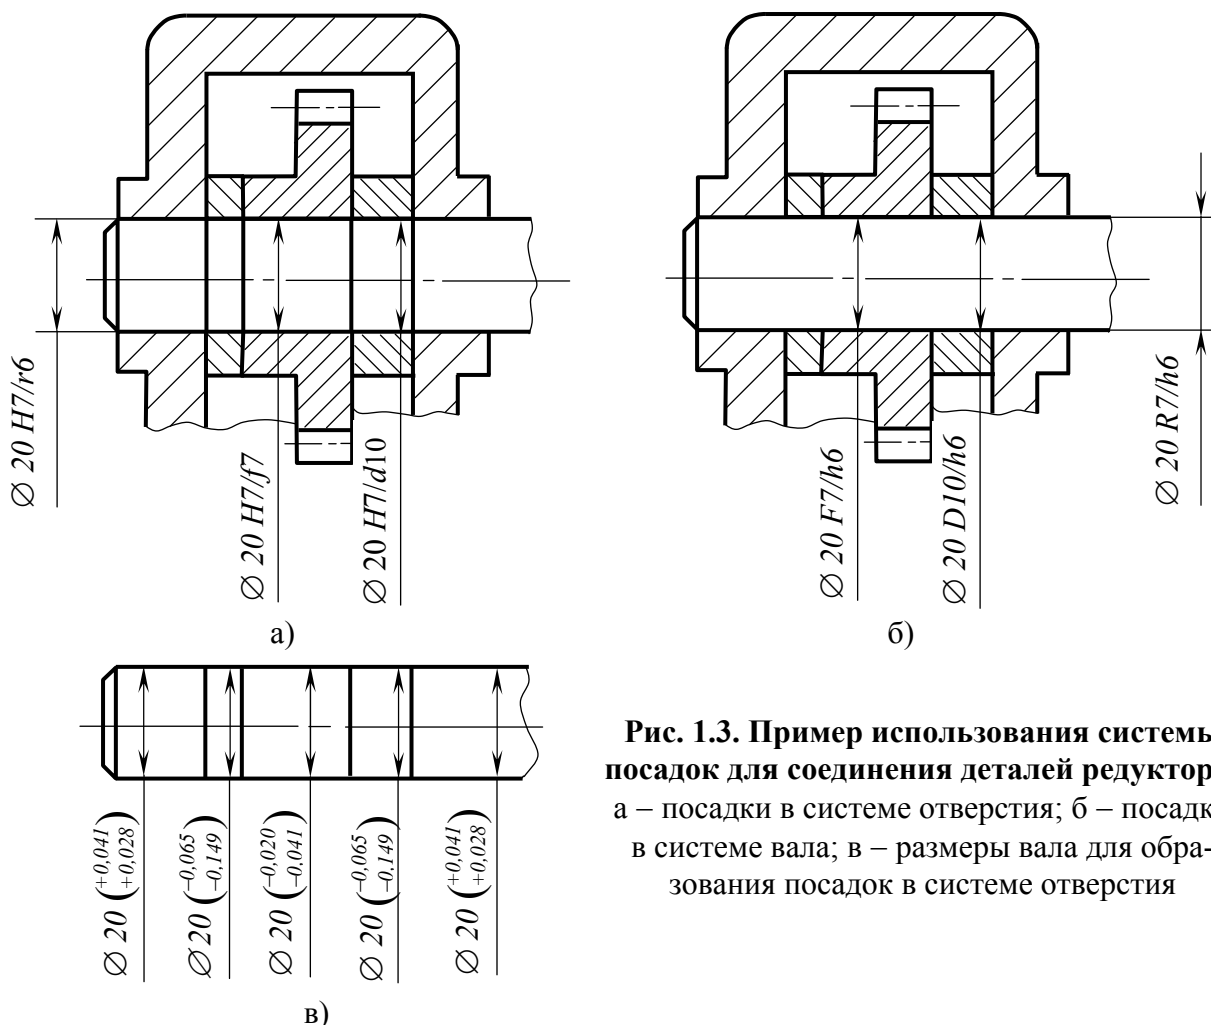 ∅ 20 H7/r6
∅ 20 H7/f7
∅ 20 H7/d10
а)
∅ 20 F7/h6
∅ 20 D10/h6
∅ 20 R7/h6
б)
∅ 20 (+0,041 +0,028)
∅ 20 (−0,065 −0,149)
∅ 20 (−0,020 −0,041)
∅ 20 (−0,065 −0,149)
∅ 20 (+0,041 +0,028)
в)
Рис. 1.3. Пример использования системы
посадок для соединения деталей редуктор
а – посадки в системе отверстия; б – посадк
в системе вала; в – размеры вала для обра-
зования посадок в системе отверстия